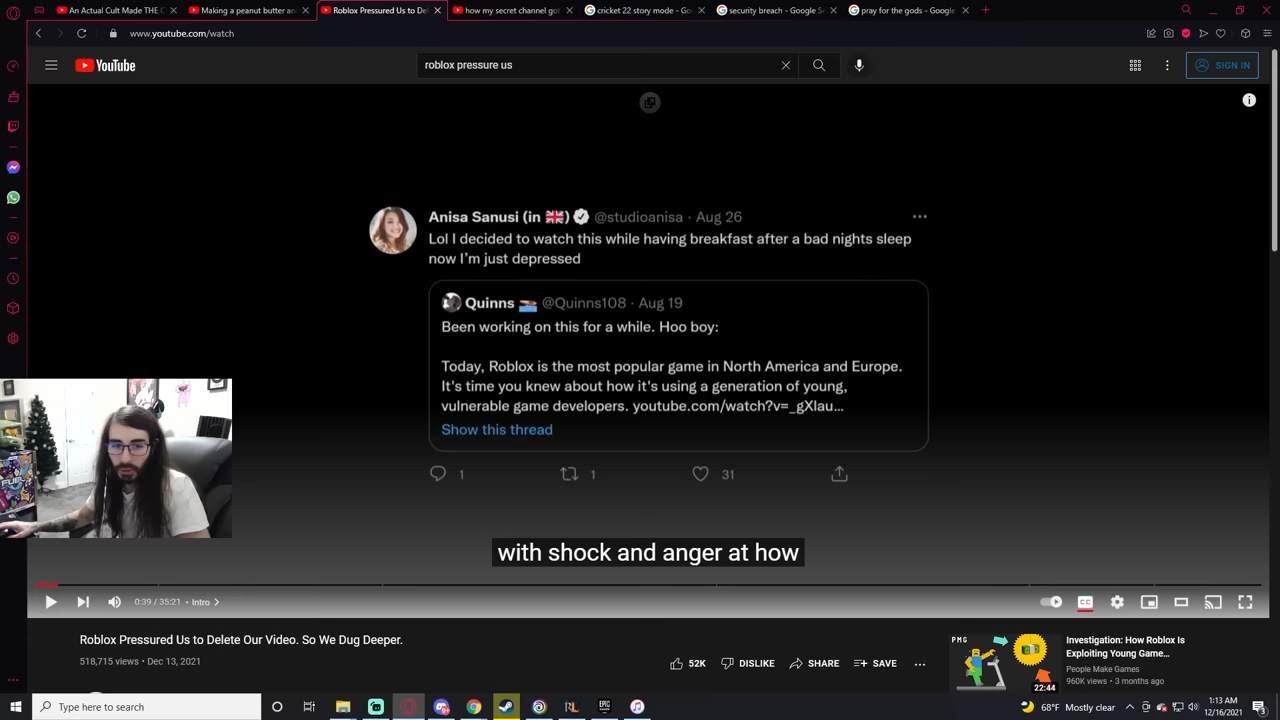 An Actual Cult Made THE C
Making a peanut butter an
Roblox Pressured Us to Del
how my secret channel got
cricket 22 story mode - Go
security breach - Google S
pray for the gods - Google
www.youtube.com/watch
YouTube
roblox pressure us
SIGN IN
Anisa Sanusi (in 🇬🇧) @studioanisa · Aug 26
Lol I decided to watch this while having breakfast after a bad nights sleep
now I'm just depressed
Quinns @Quinns108 · Aug 19
Been working on this for a while. Hoo boy:
Today, Roblox is the most popular game in North America and Europe.
It's time you knew about how it's using a generation of young,
vulnerable game developers. youtube.com/watch?v=_gXlau...
Show this thread
1
1
31
FUEL
with shock and anger at how
0:39 / 35:21 · Intro
CC
Roblox Pressured Us to Delete Our Video. So We Dug Deeper.
518,715 views • Dec 13, 2021
52K
DISLIKE
SHARE
SAVE
PMG
22:44
Investigation: How Roblox Is
Exploiting Young Game...
People Make Games
960K views • 3 months ago
Type here to search
68°F Mostly clear
1:13 AM
12/16/2021